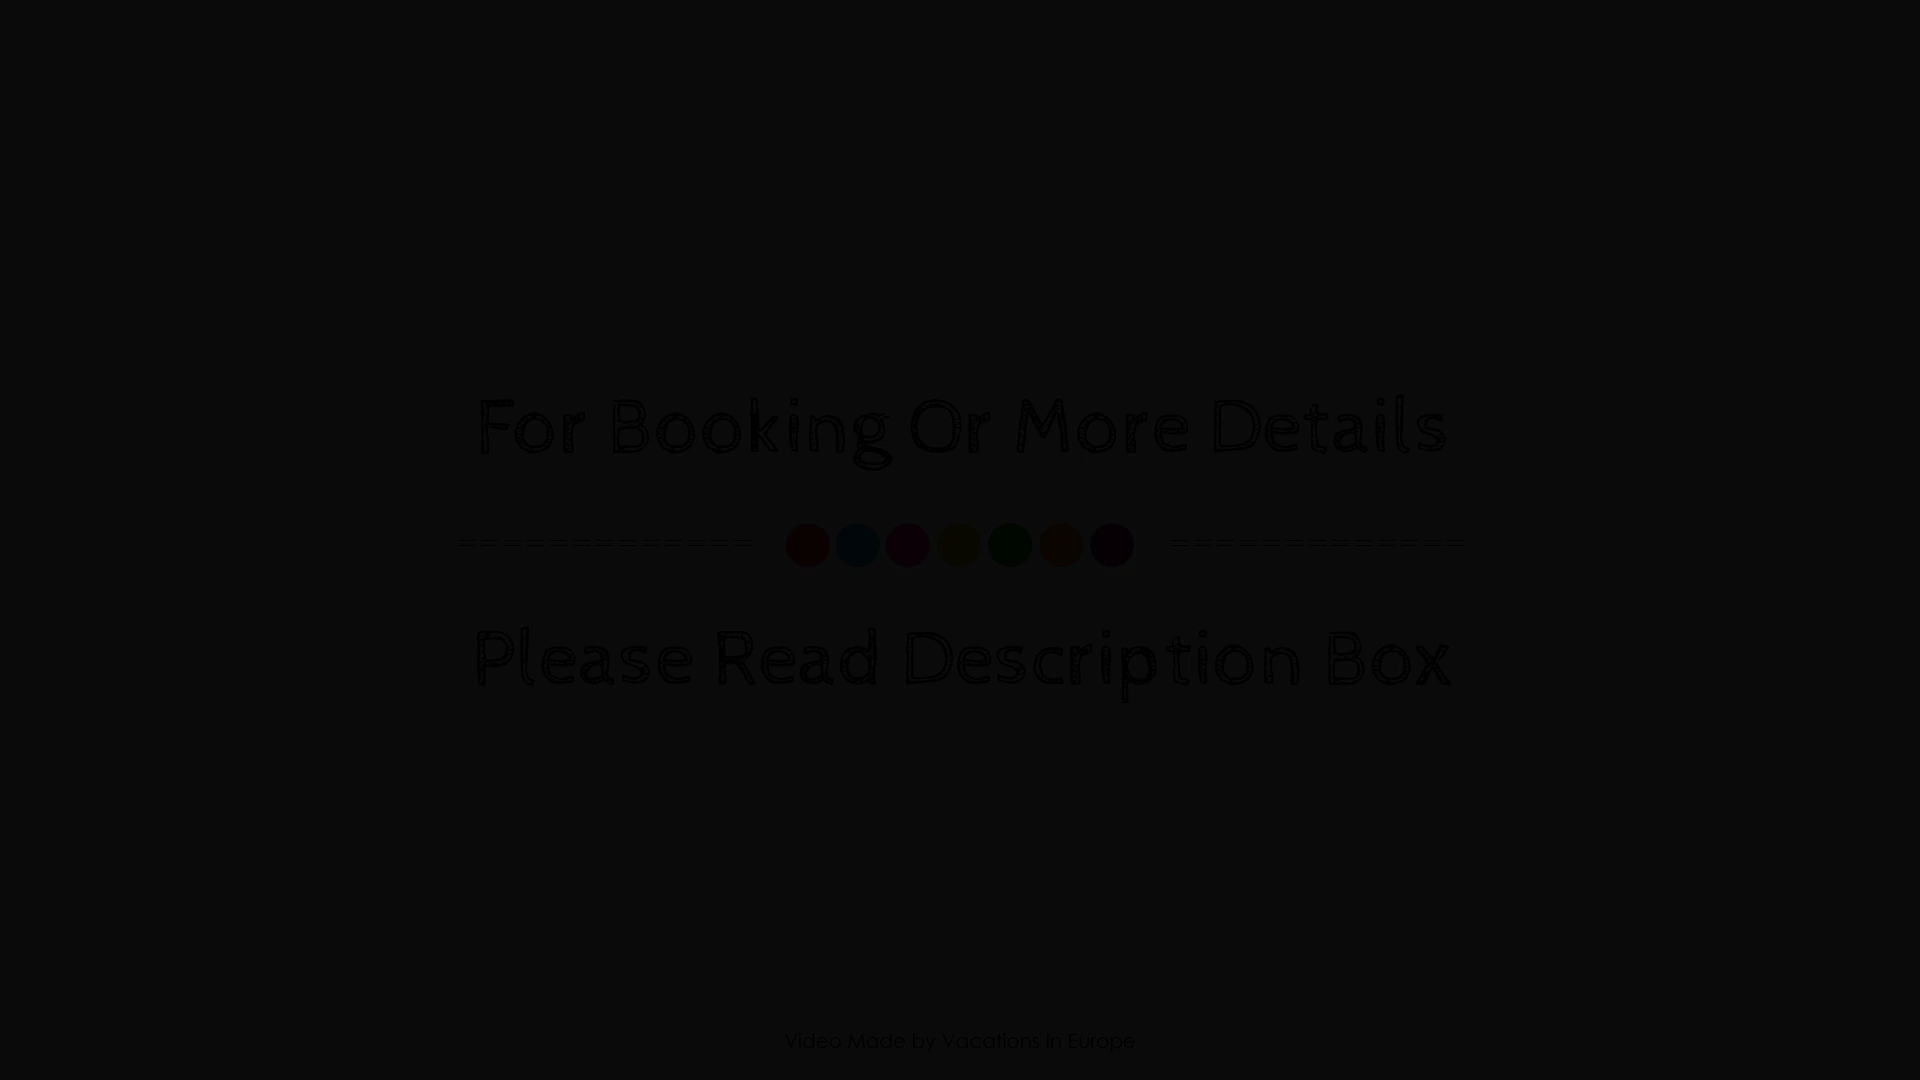 For Booking Or More Details
============= =============
Please Read Description Box
Video Made by Vacations In Europe